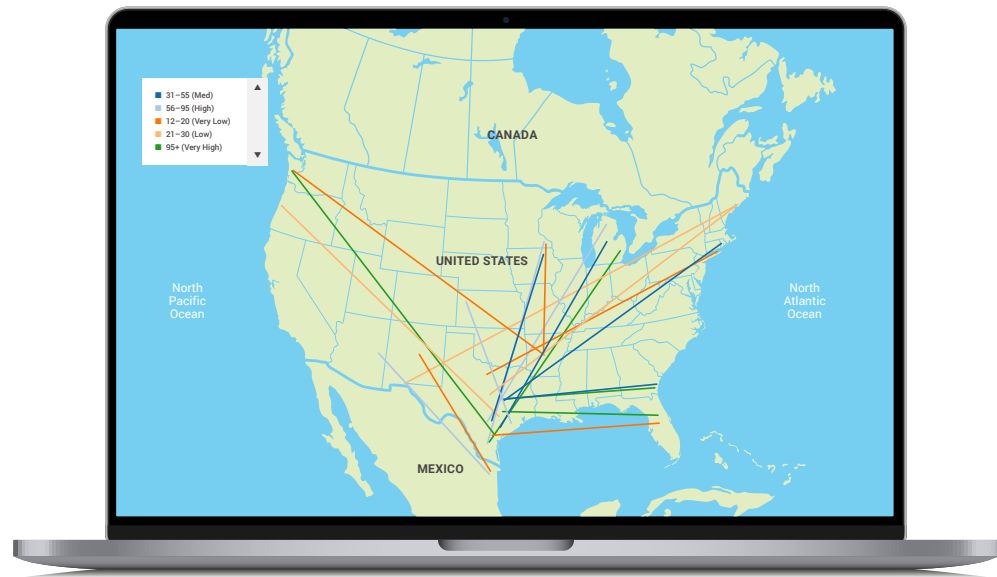 31–55 (Med)
56–95 (High)
12–20 (Very Low)
21–30 (Low)
95+ (Very High)
CANADA
UNITED STATES
North
Pacific
Ocean
North
Atlantic
Ocean
MEXICO